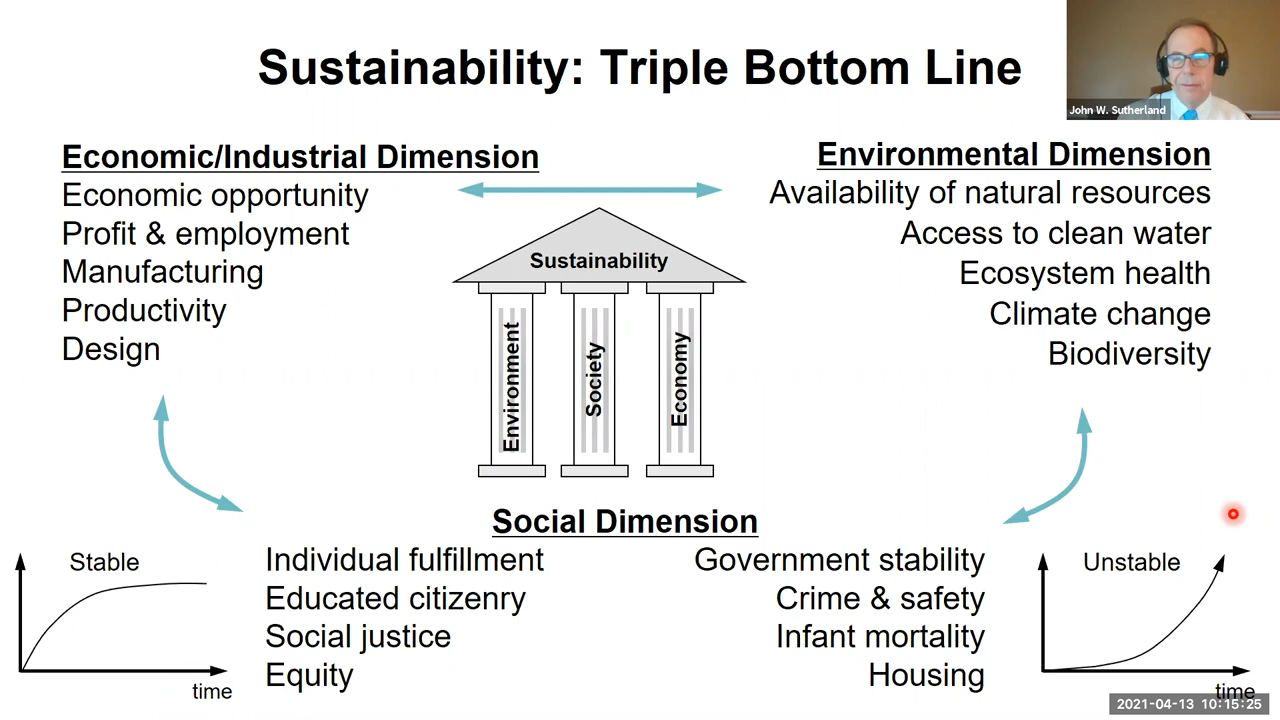 Sustainability: Triple Bottom Line
John W. Sutherland
Economic/Industrial Dimension
Economic opportunity
Profit & employment
Manufacturing
Productivity
Design
Environmental Dimension
Availability of natural resources
Access to clean water
Ecosystem health
Climate change
Biodiversity
Sustainability
Environment
Society
Economy
Social Dimension
Individual fulfillment
Educated citizenry
Social justice
Equity
Government stability
Crime & safety
Infant mortality
Housing
Stable
time
Unstable
time
2021-04-13 10:15:25